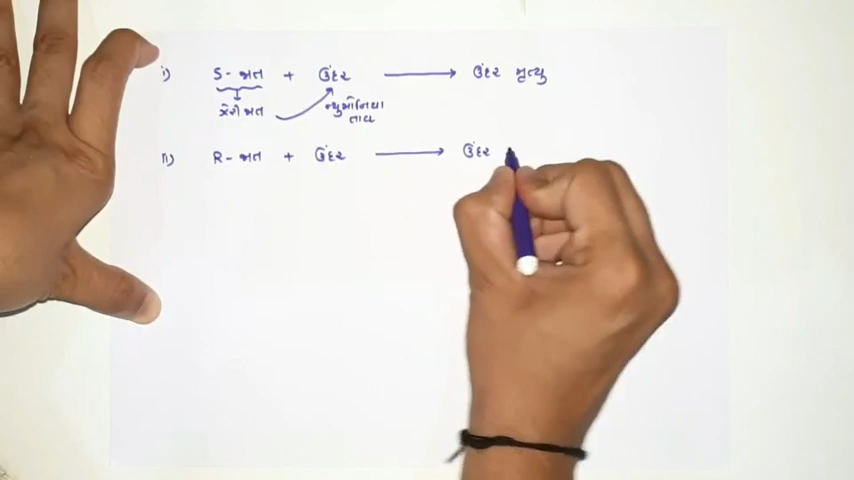 i) S - જાત + ઉંદર → ઉંદર મૃત્યુ
ઝેરી જાત ન્યુમોનિયા
તાવ
ii) R - જાત + ઉંદર → ઉંદર